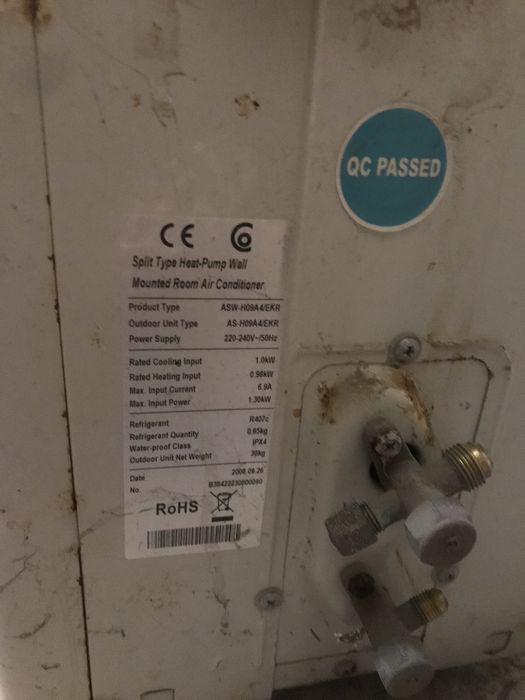 QC PASSED
CE
Split Type Heat-Pump Wall
Mounted Room Air Conditioner
Product Type ASW-H09A4/EKR
Outdoor Unit Type AS-H09A4/EKR
Power Supply 220-240V~/50Hz
Rated Cooling Input 1.0kW
Rated Heating Input 0.98kW
Max. Input Current 6.9A
Max. Input Power 1.30kW
Refrigerant R407c
Refrigerant Quantity 0.65kg
Water-proof Class IPX4
Outdoor Unit Net Weight 30kg
Date 2008.09.26
No.
RoHS